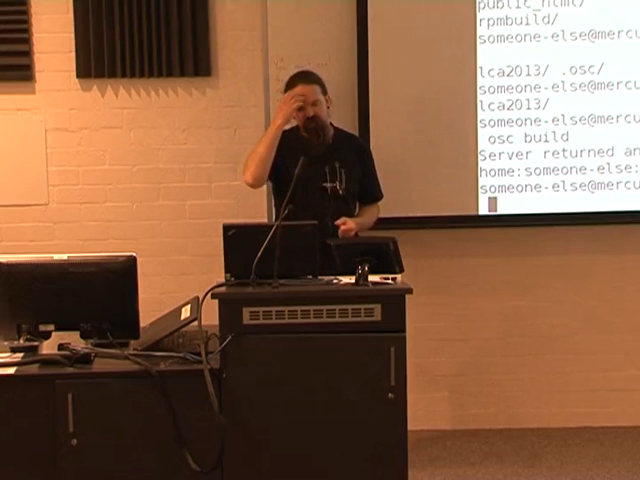 public_html/
rpmbuild/
someone-else@mercu
lca2013/ .osc/
someone-else@mercu
lca2013/
someone-else@mercu
osc build
Server returned an
home:someone-else:
someone-else@mercu